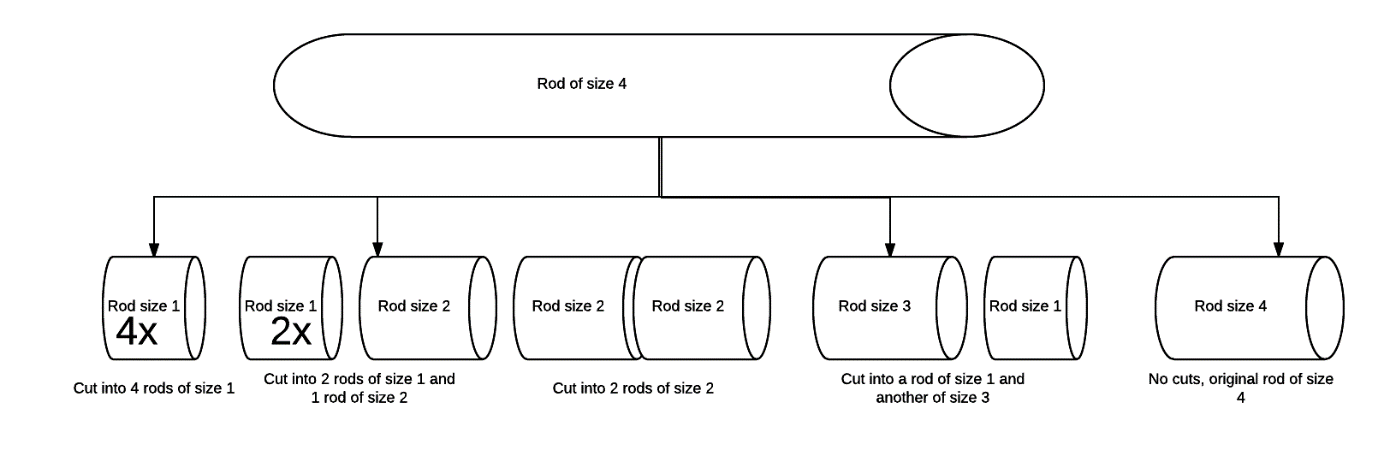 Rod of size 4
Rod size 1
4x
Rod size 1
2x
Rod size 2
Rod size 2
Rod size 2
Rod size 3
Rod size 1
Rod size 4
Cut into 4 rods of size 1
Cut into 2 rods of size 1 and
1 rod of size 2
Cut into 2 rods of size 2
Cut into a rod of size 1 and
another of size 3
No cuts, original rod of size
4